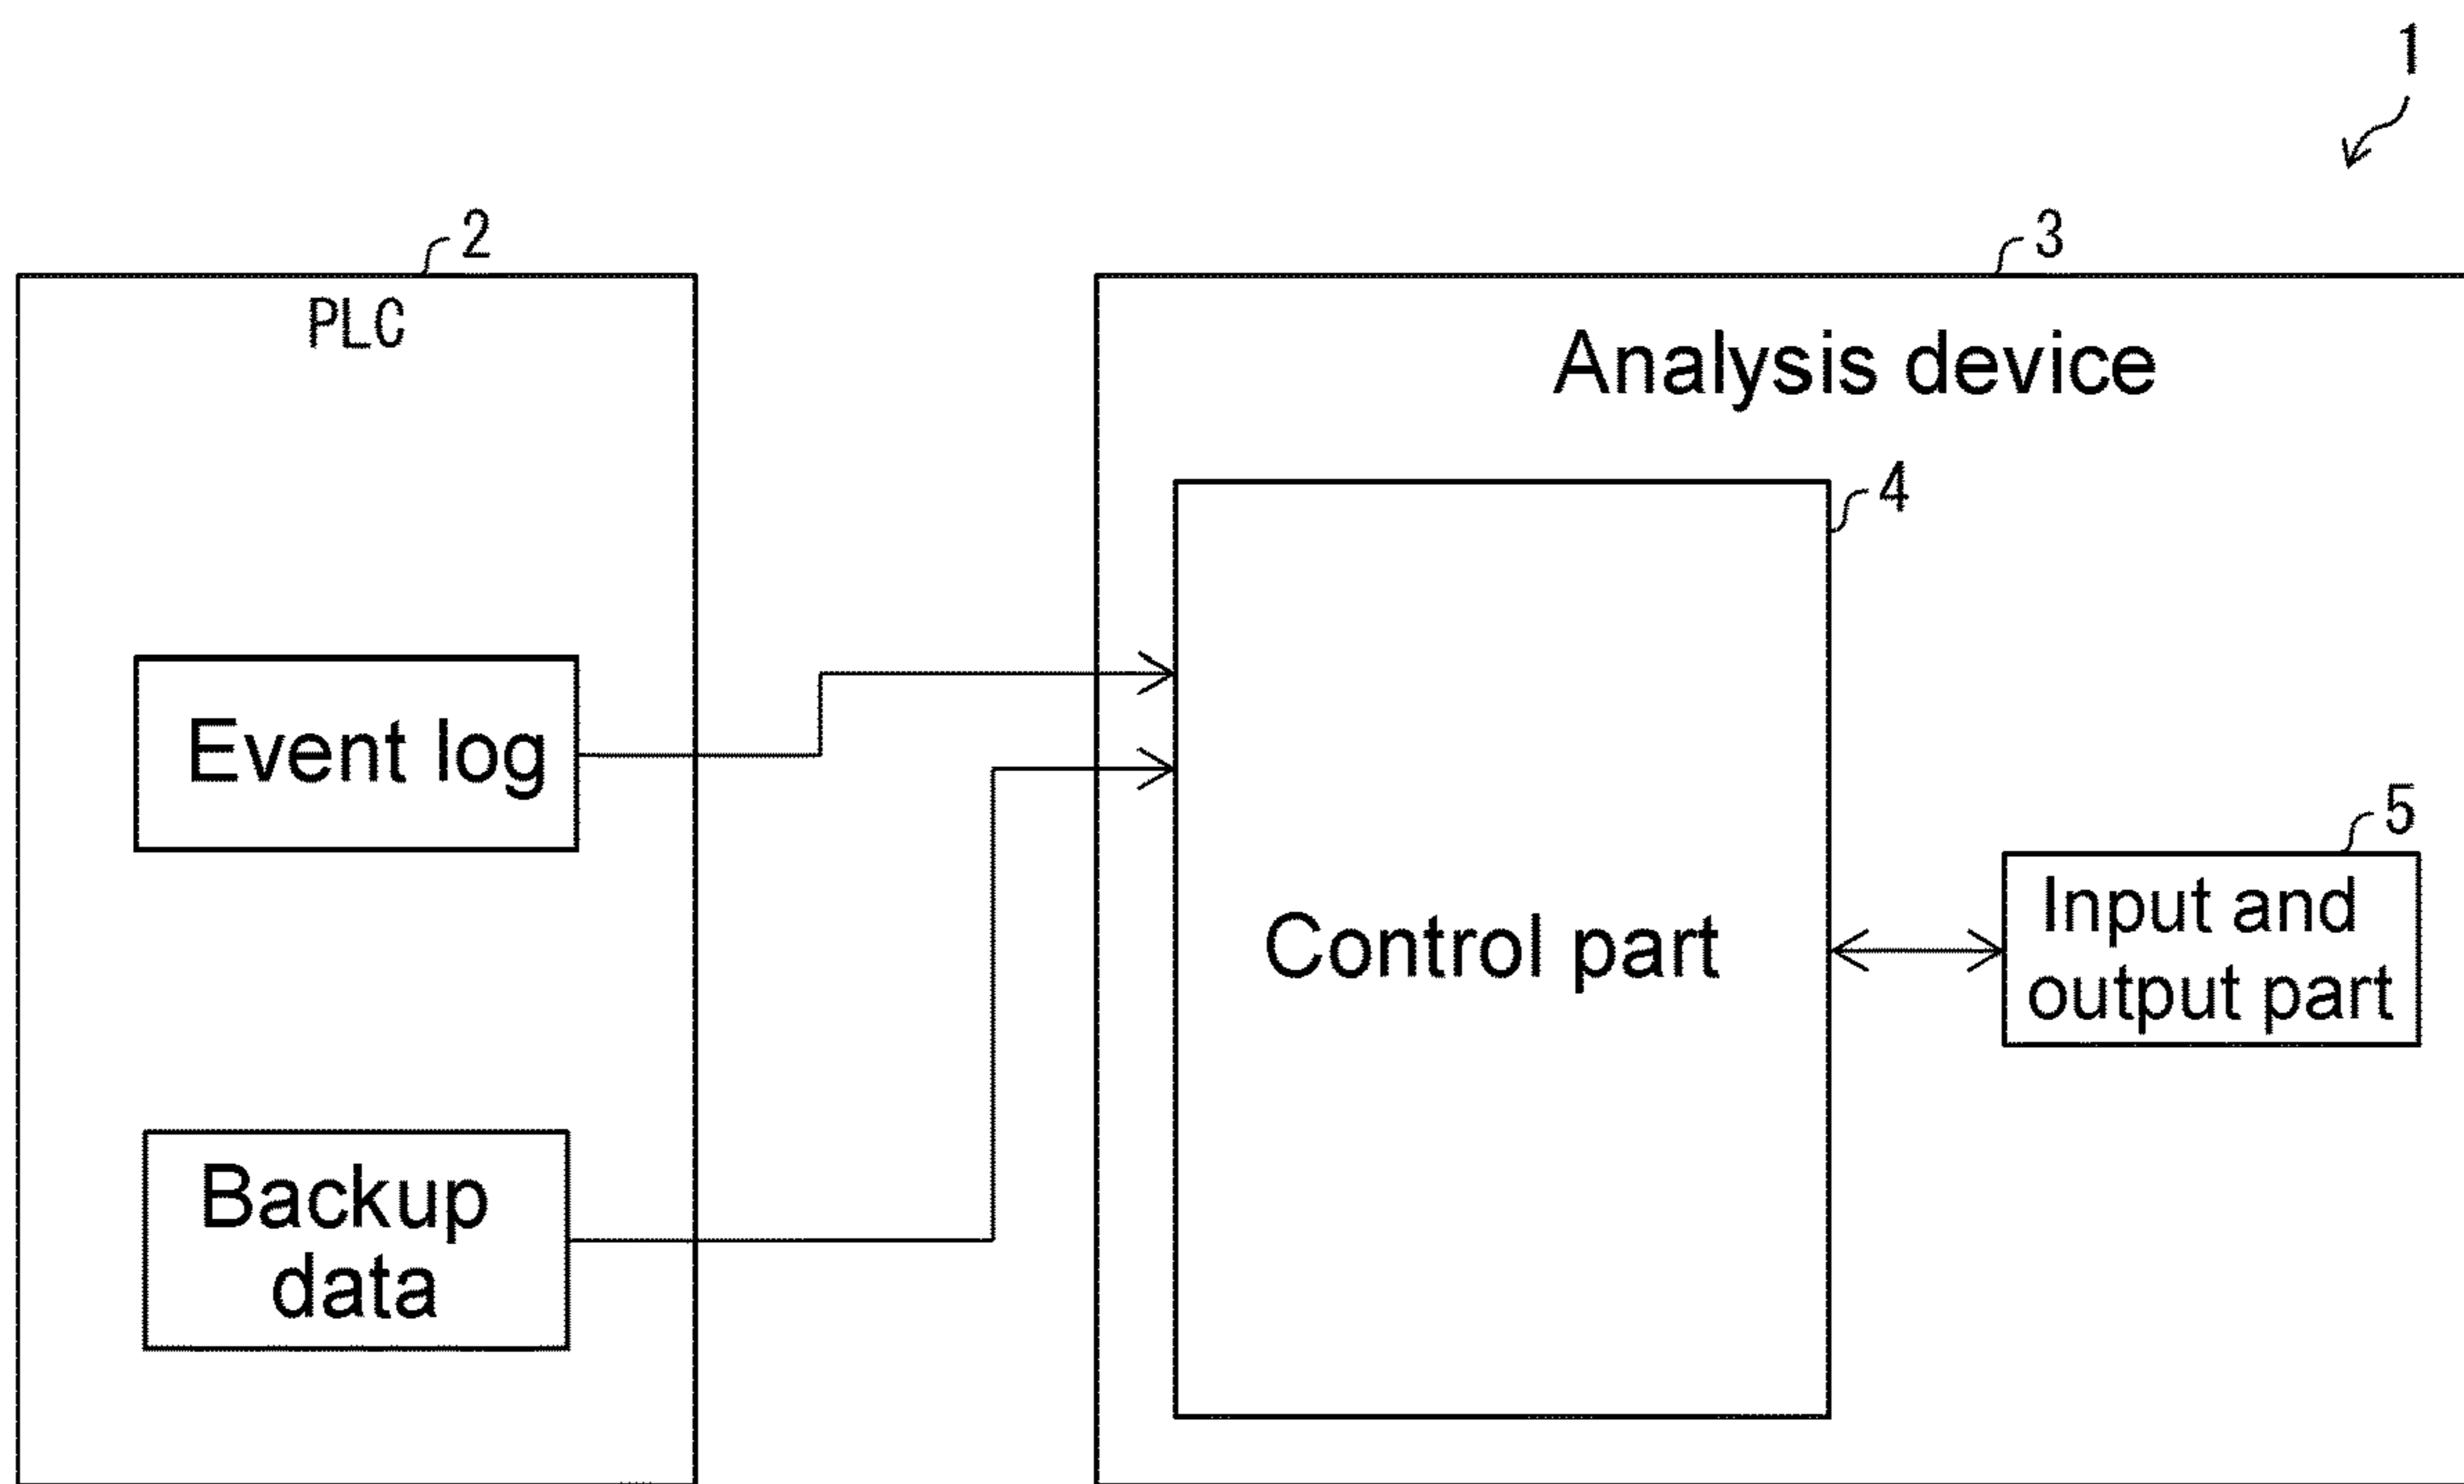 1
2
3
PLC
Analysis device
4
Event log
5
Input and
output part
Control part
Backup
data